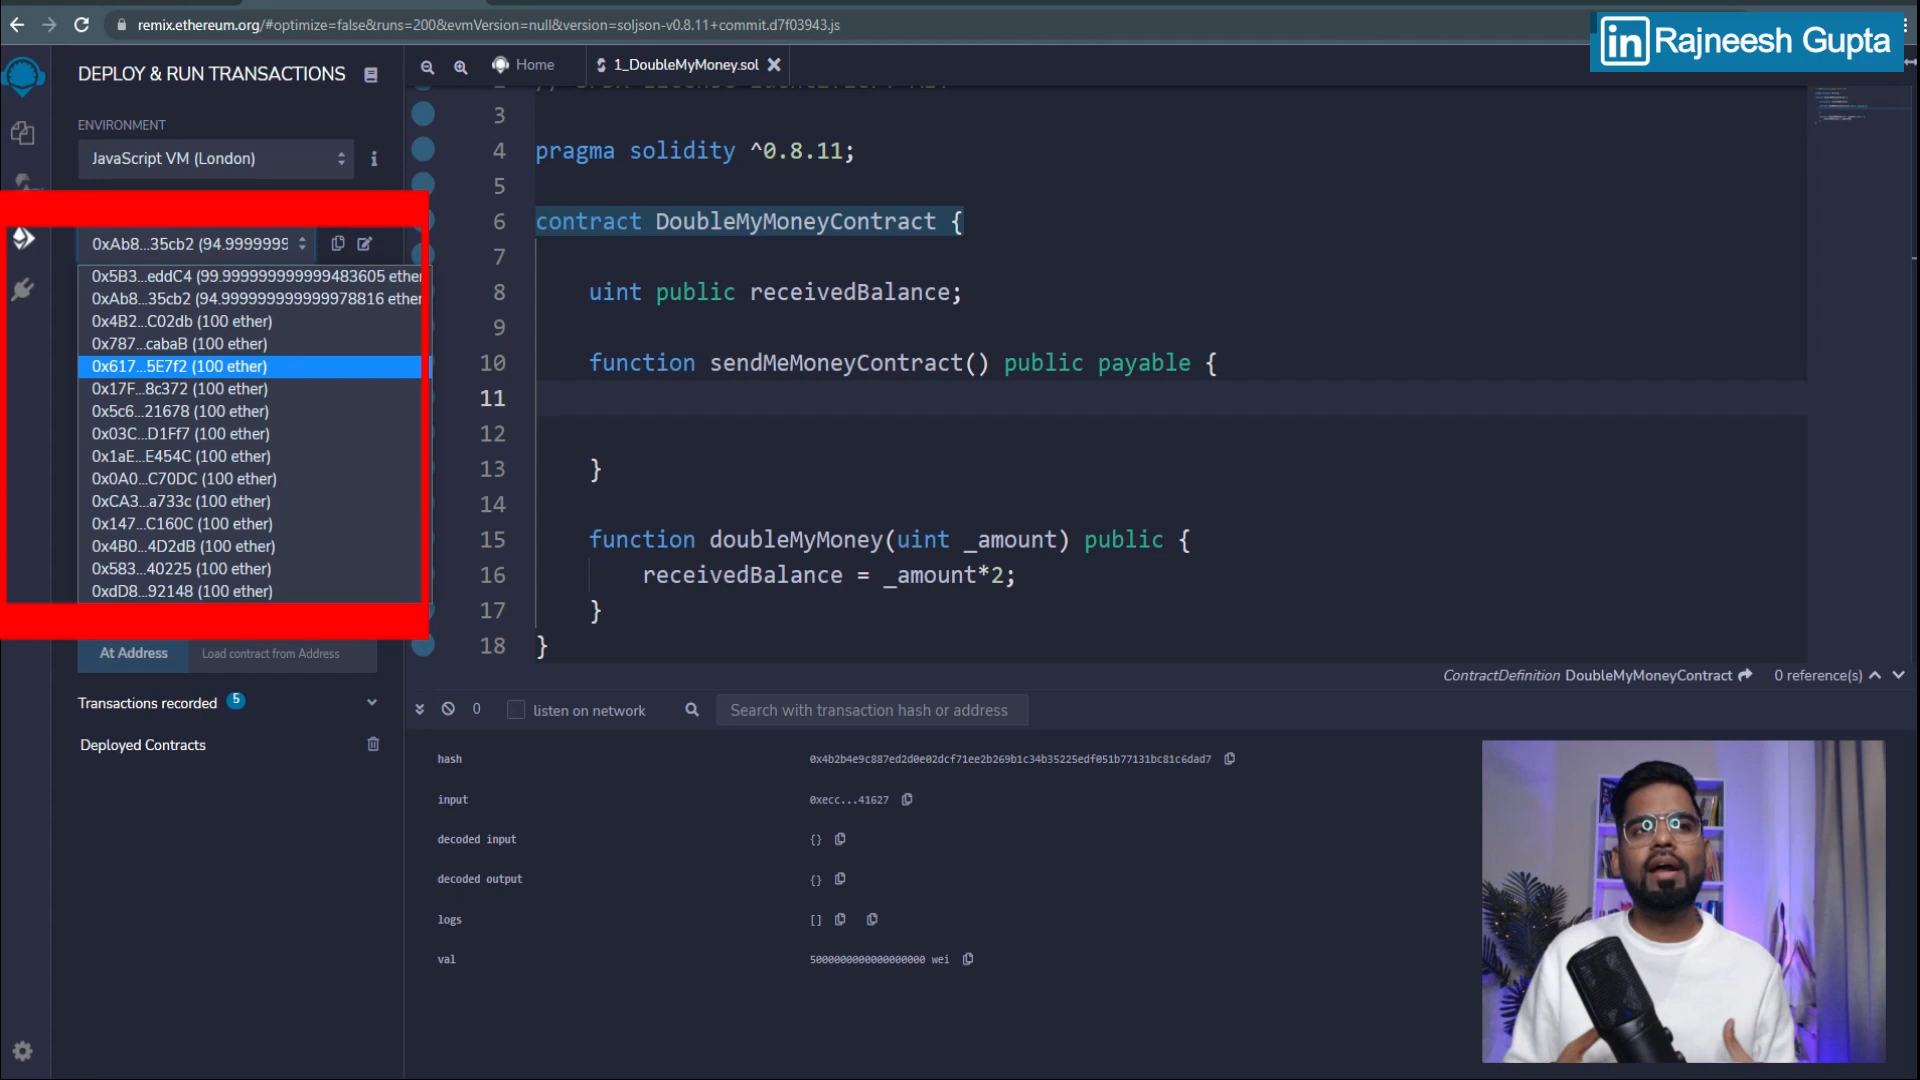 remix.ethereum.org/#optimize=false&runs=200&evmVersion=null&version=soljson-v0.8.11+commit.d7f03943.js
in Rajneesh Gupta
DEPLOY & RUN TRANSACTIONS
Home
1_DoubleMyMoney.sol
ENVIRONMENT
JavaScript VM (London)
0xAb8...35cb2 (94.9999999
0x5B3...eddC4 (99.999999999999483605 ether
0xAb8...35cb2 (94.999999999999978816 ether
0x4B2...C02db (100 ether)
0x787...cabaB (100 ether)
0x617...5E7f2 (100 ether)
0x17F...8c372 (100 ether)
0x5c6...21678 (100 ether)
0x03C...D1Ff7 (100 ether)
0x1aE...E454C (100 ether)
0x0A0...C70DC (100 ether)
0xCA3...a733c (100 ether)
0x147...C160C (100 ether)
0x4B0...4D2dB (100 ether)
0x583...40225 (100 ether)
0xdD8...92148 (100 ether)
At Address
Load contract from Address
Transactions recorded 5
Deployed Contracts
3
4 pragma solidity ^0.8.11;
5
6 contract DoubleMyMoneyContract {
7
8 uint public receivedBalance;
9
10 function sendMeMoneyContract() public payable {
11
12
13 }
14
15 function doubleMyMoney(uint _amount) public {
16 receivedBalance = _amount*2;
17 }
18 }
ContractDefinition DoubleMyMoneyContract 0 reference(s)
0 listen on network Search with transaction hash or address
hash 0x4b2b4e9c887ed2d0e02dcf71ee2b269b1c34b35225edf051b77131bc81c6dad7
input 0xecc...41627
decoded input {}
decoded output {}
logs []
val 5000000000000000000 wei